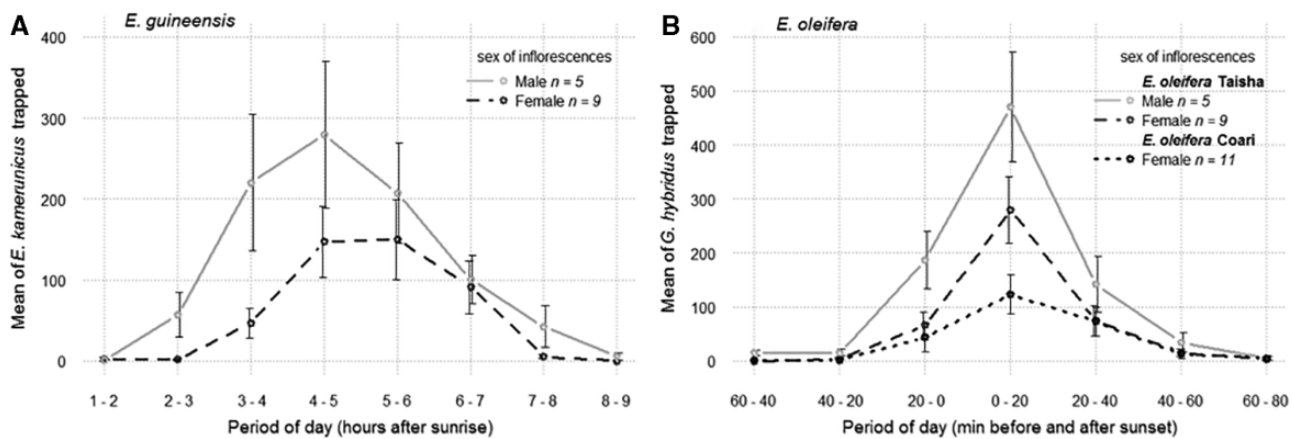 A
E. guineensis
400
300
200
100
0
Mean of E. kamerunicus trapped
sex of inflorescences
Male n = 5
Female n = 9
1 - 2
2 - 3
3 - 4
4 - 5
5 - 6
6 - 7
7 - 8
8 - 9
Period of day (hours after sunrise)
B
E. oleifera
600
500
400
300
200
100
0
Mean of G. hybridus trapped
sex of inflorescences
E. oleifera Taisha
Male n = 5
Female n = 9
E. oleifera Coari
Female n = 11
60 - 40
40 - 20
20 - 0
0 - 20
20 - 40
40 - 60
60 - 80
Period of day (min before and after sunset)